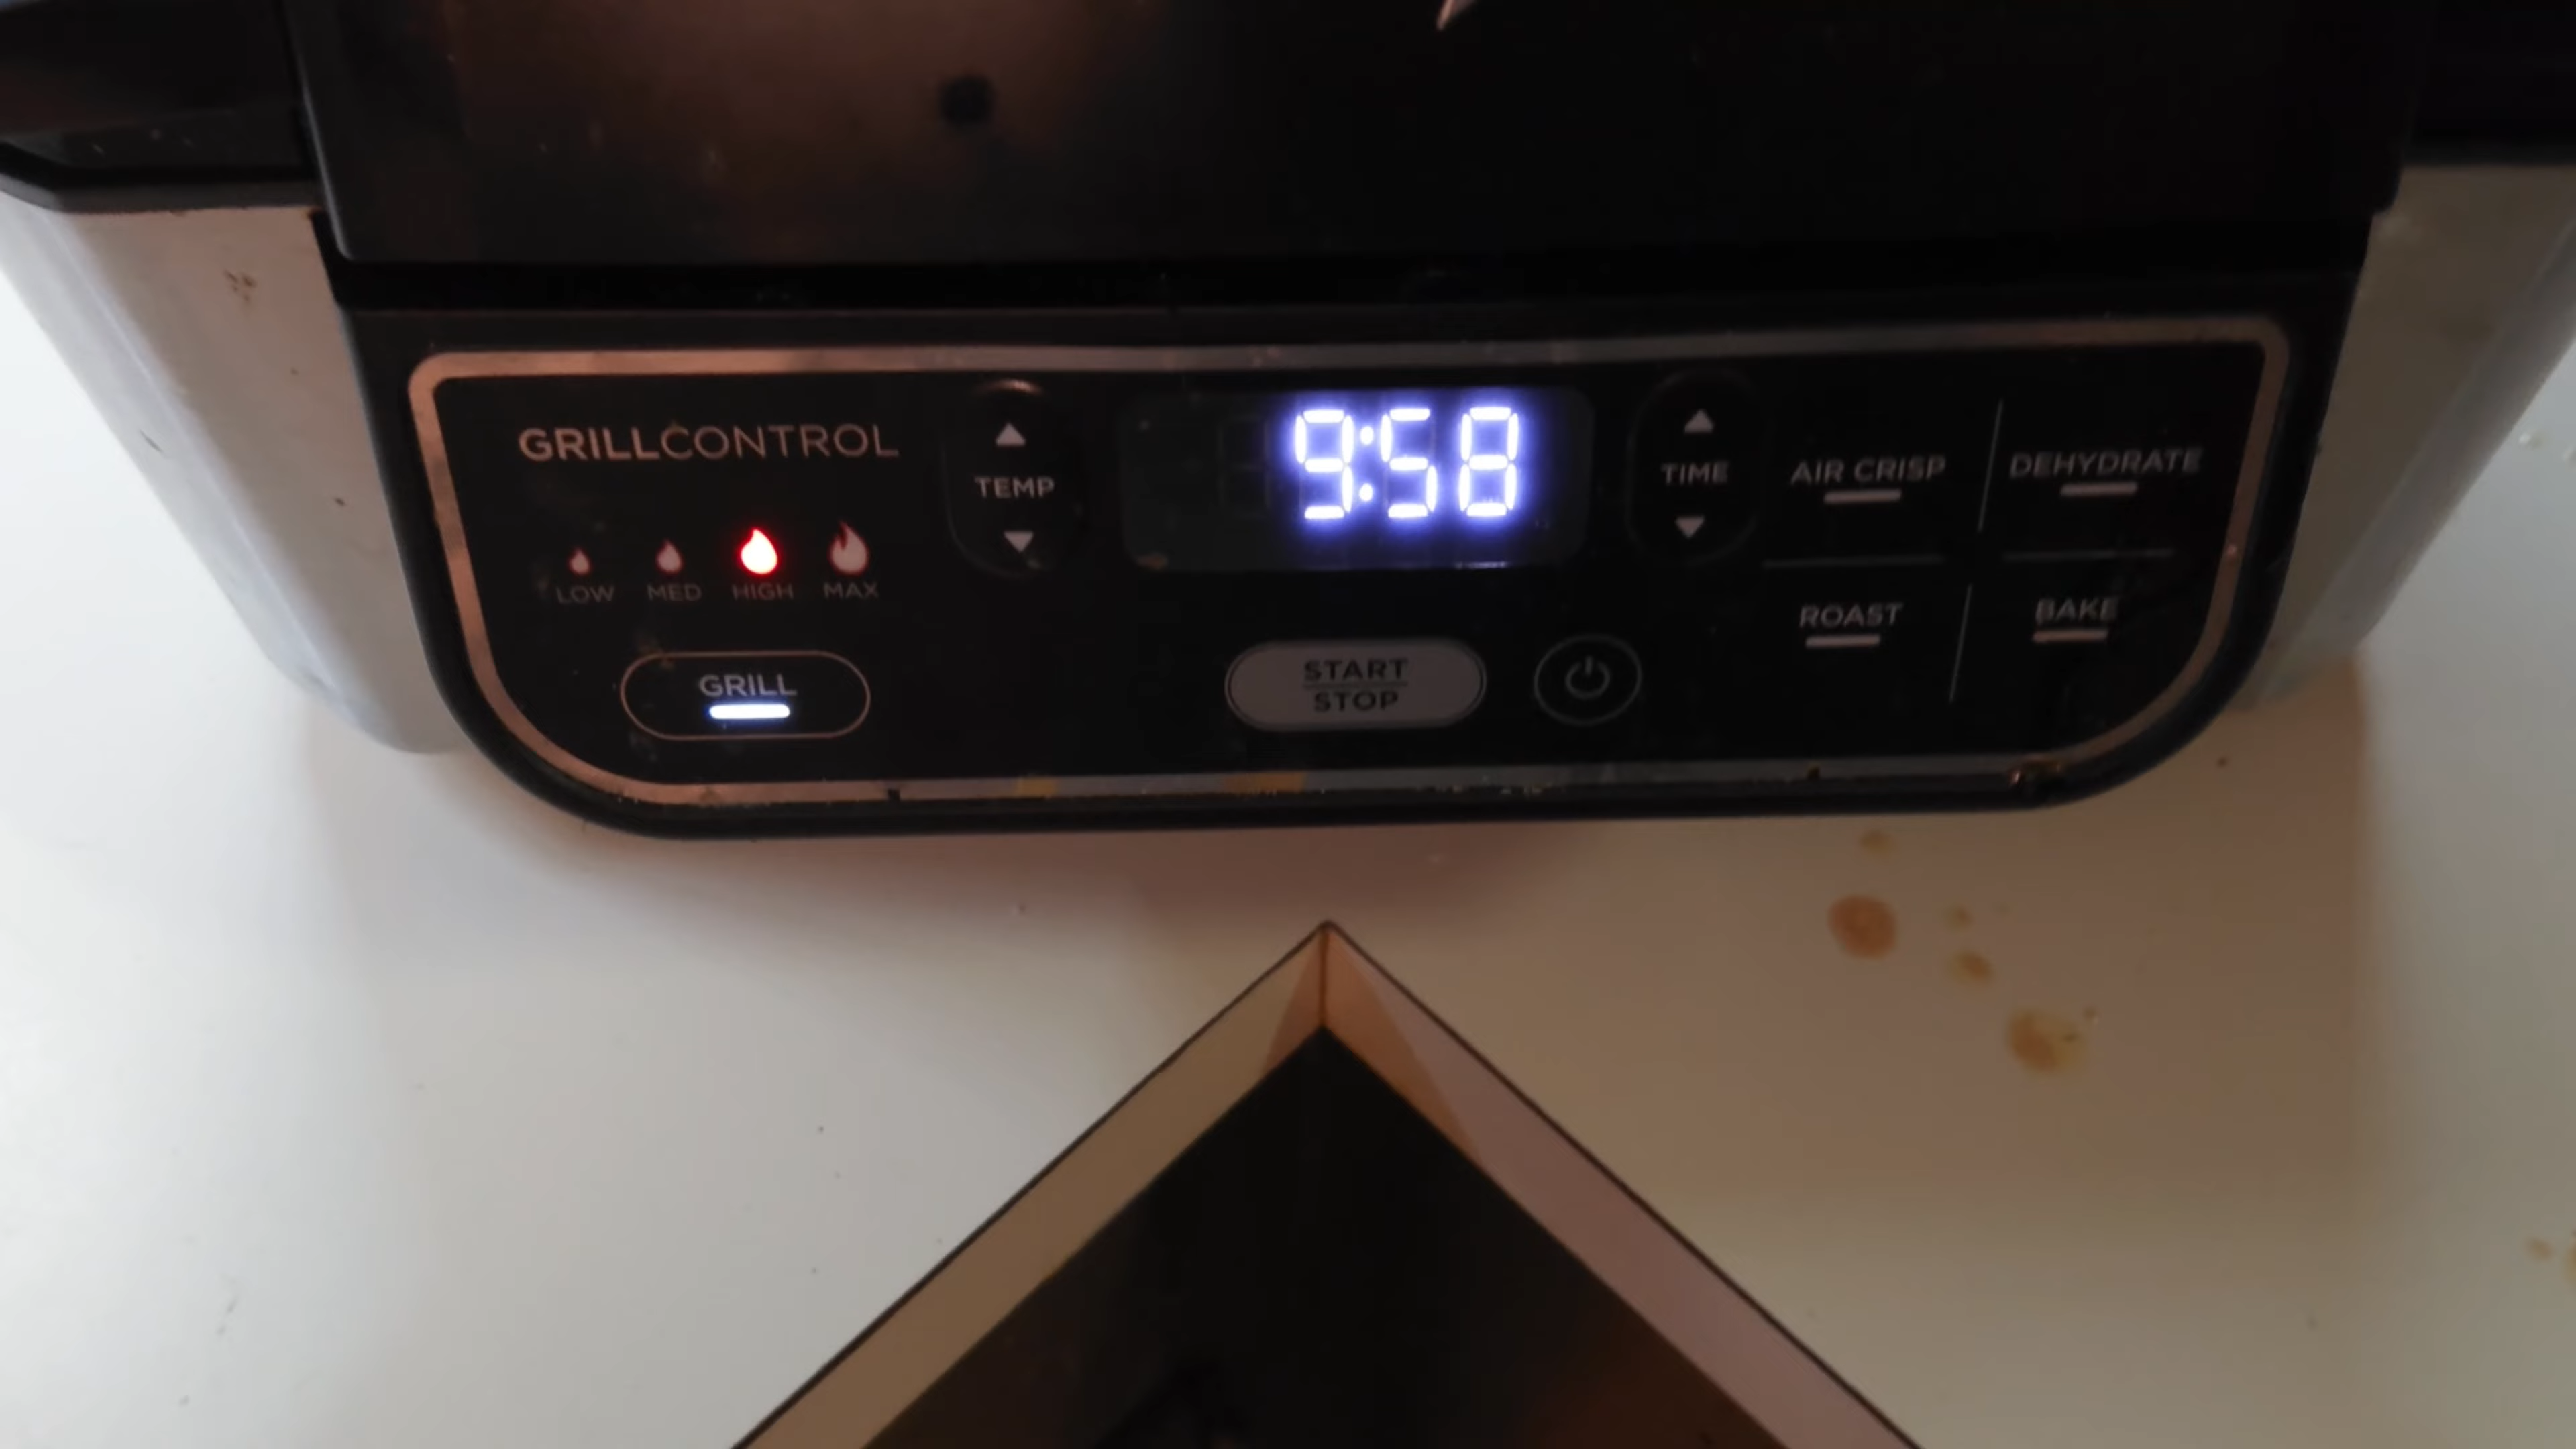 GRILLCONTROL
LOW MED HIGH MAX
GRILL
TEMP
9:58
START
STOP
TIME
AIR CRISP
DEHYDRATE
ROAST
BAKE